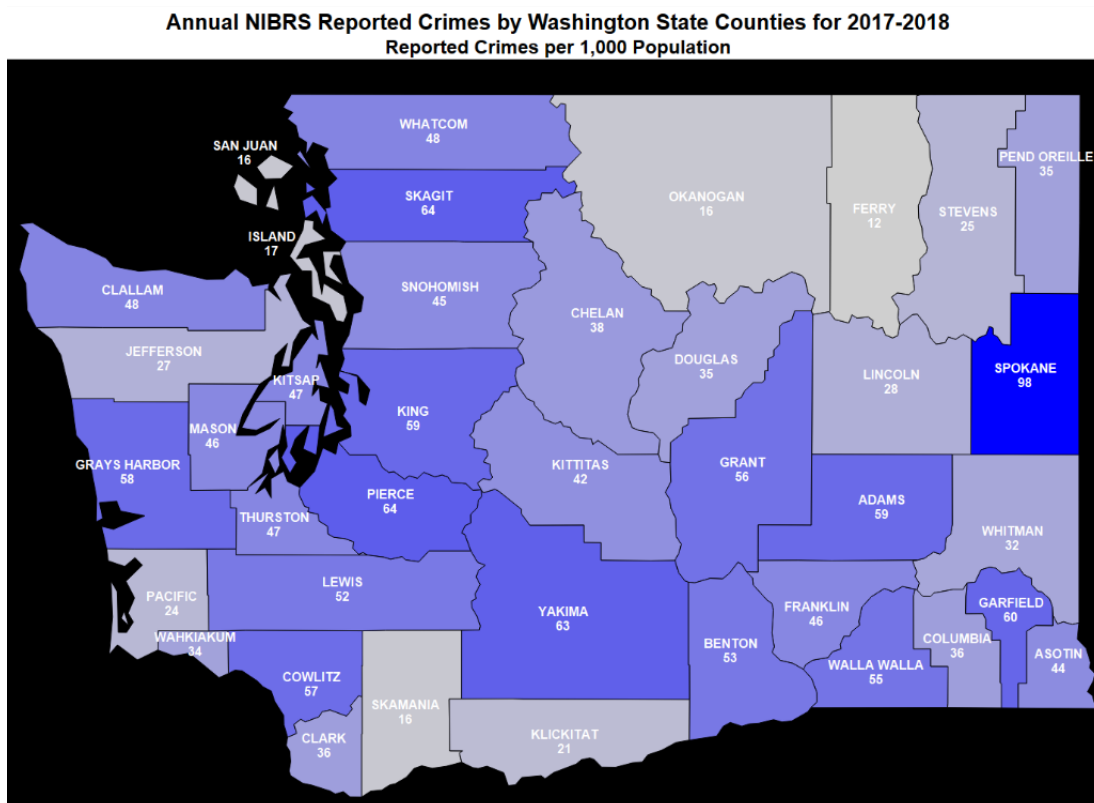 Annual NIBRS Reported Crimes by Washington State Counties for 2017-2018
Reported Crimes per 1,000 Population
WHATCOM
48
SAN JUAN
16
SKAGIT
64
OKANOGAN
16
FERRY
12
STEVENS
25
PEND OREILLE
35
ISLAND
17
CLALLAM
48
SNOHOMISH
45
CHELAN
38
JEFFERSON
27
DOUGLAS
35
LINCOLN
28
SPOKANE
98
KITSAP
47
KING
59
MASON
46
GRAYS HARBOR
58
KITTITAS
42
GRANT
56
PIERCE
64
ADAMS
59
THURSTON
47
WHITMAN
32
LEWIS
52
PACIFIC
24
YAKIMA
63
FRANKLIN
46
GARFIELD
60
WAHKIAKUM
34
BENTON
53
COLUMBIA
36
WALLA WALLA
55
ASOTIN
44
COWLITZ
57
SKAMANIA
16
CLARK
36
KLICKITAT
21